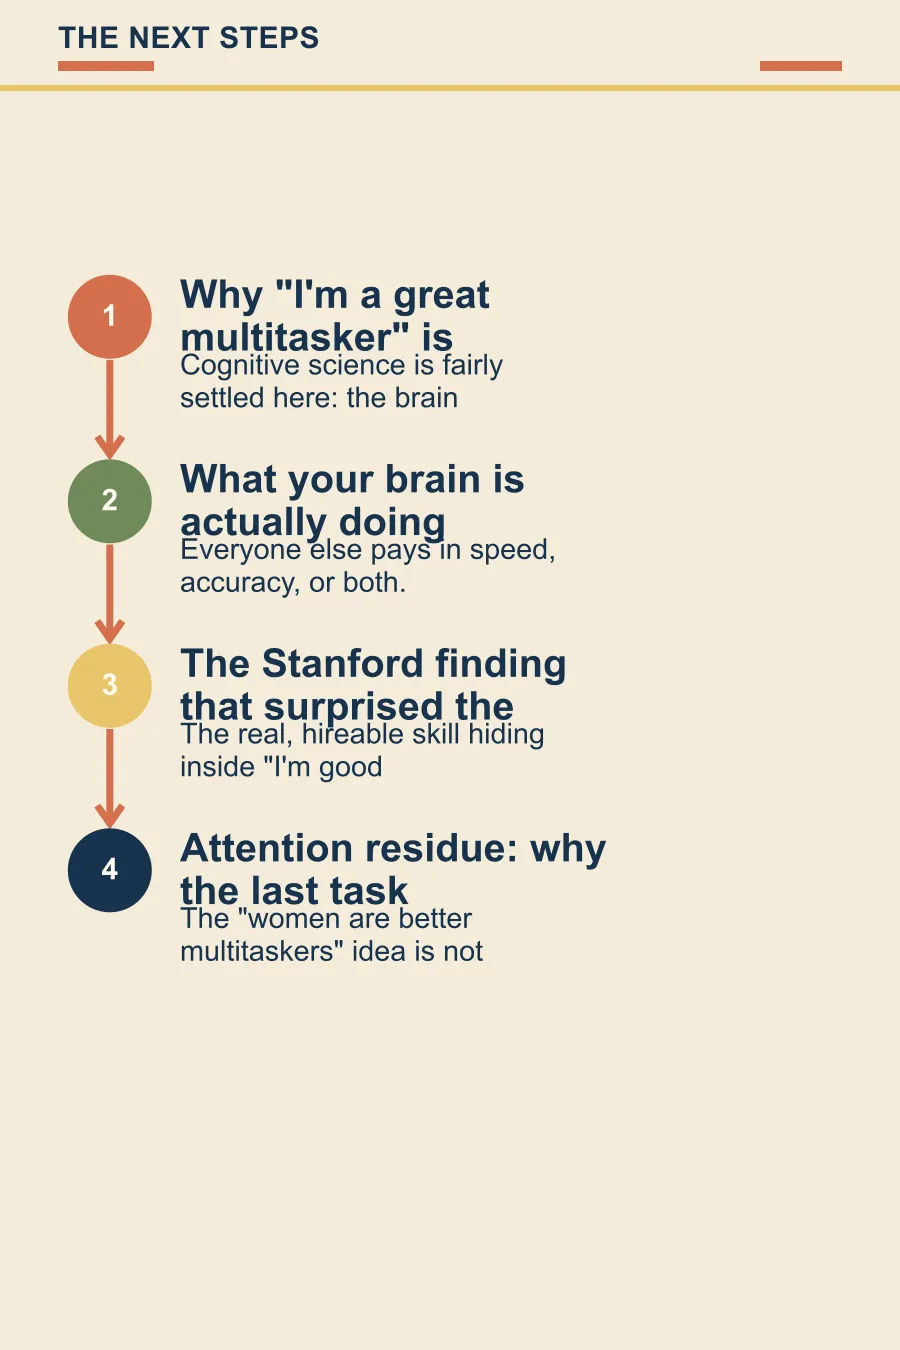 THE NEXT STEPS
1
Why "I'm a great
multitasker" is
Cognitive science is fairly
settled here: the brain
2
What your brain is
actually doing
Everyone else pays in speed,
accuracy, or both.
3
The Stanford finding
that surprised the
The real, hireable skill hiding
inside "I'm good
4
Attention residue: why
the last task
The "women are better
multitaskers" idea is not